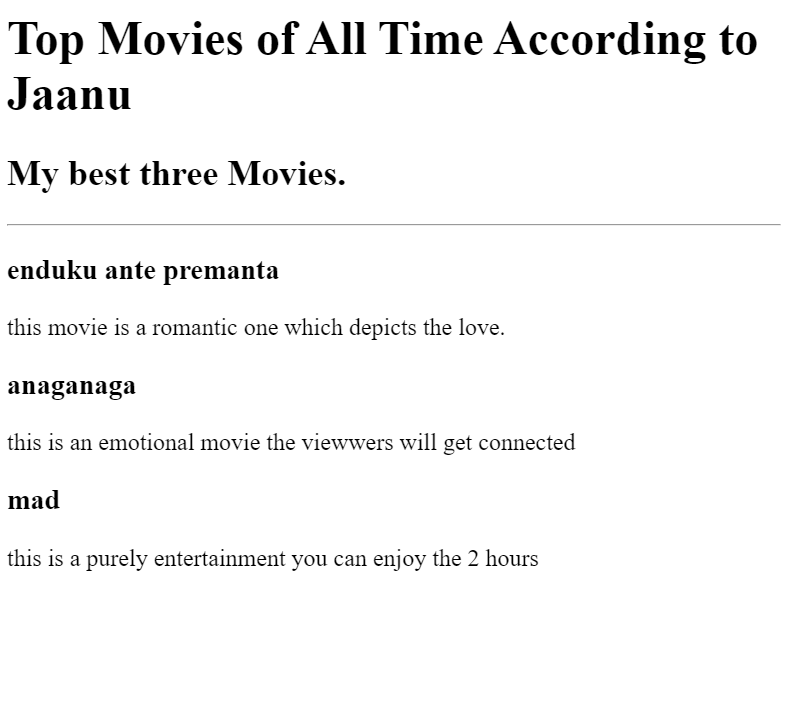 Top Movies of All Time According to
Jaanu
My best three Movies.
enduku ante premanta
this movie is a romantic one which depicts the love.
anaganaga
this is an emotional movie the viewwers will get connected
mad
this is a purely entertainment you can enjoy the 2 hours